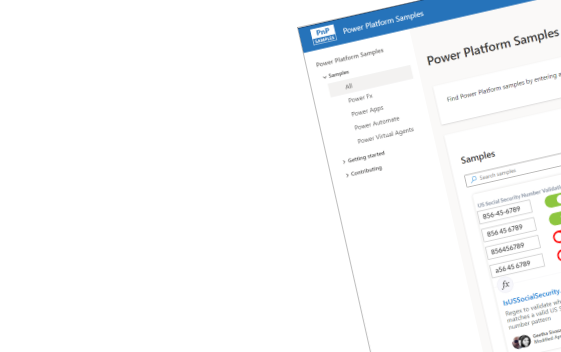 PnP
SAMPLES
Power Platform Samples
Power Platform Samples
Samples
All
Power Fx
Power Apps
Power Automate
Power Virtual Agents
Getting started
Contributing
Power Platform Samples
Find Power Platform samples by entering
Samples
Search samples
US Social Security Number
856-45-6789
856 45 6789
856456789
a56 45 6789
fx
IsUSSocialSecurity
Regex to validate
matches a valid US
number pattern
Geetha
Modified